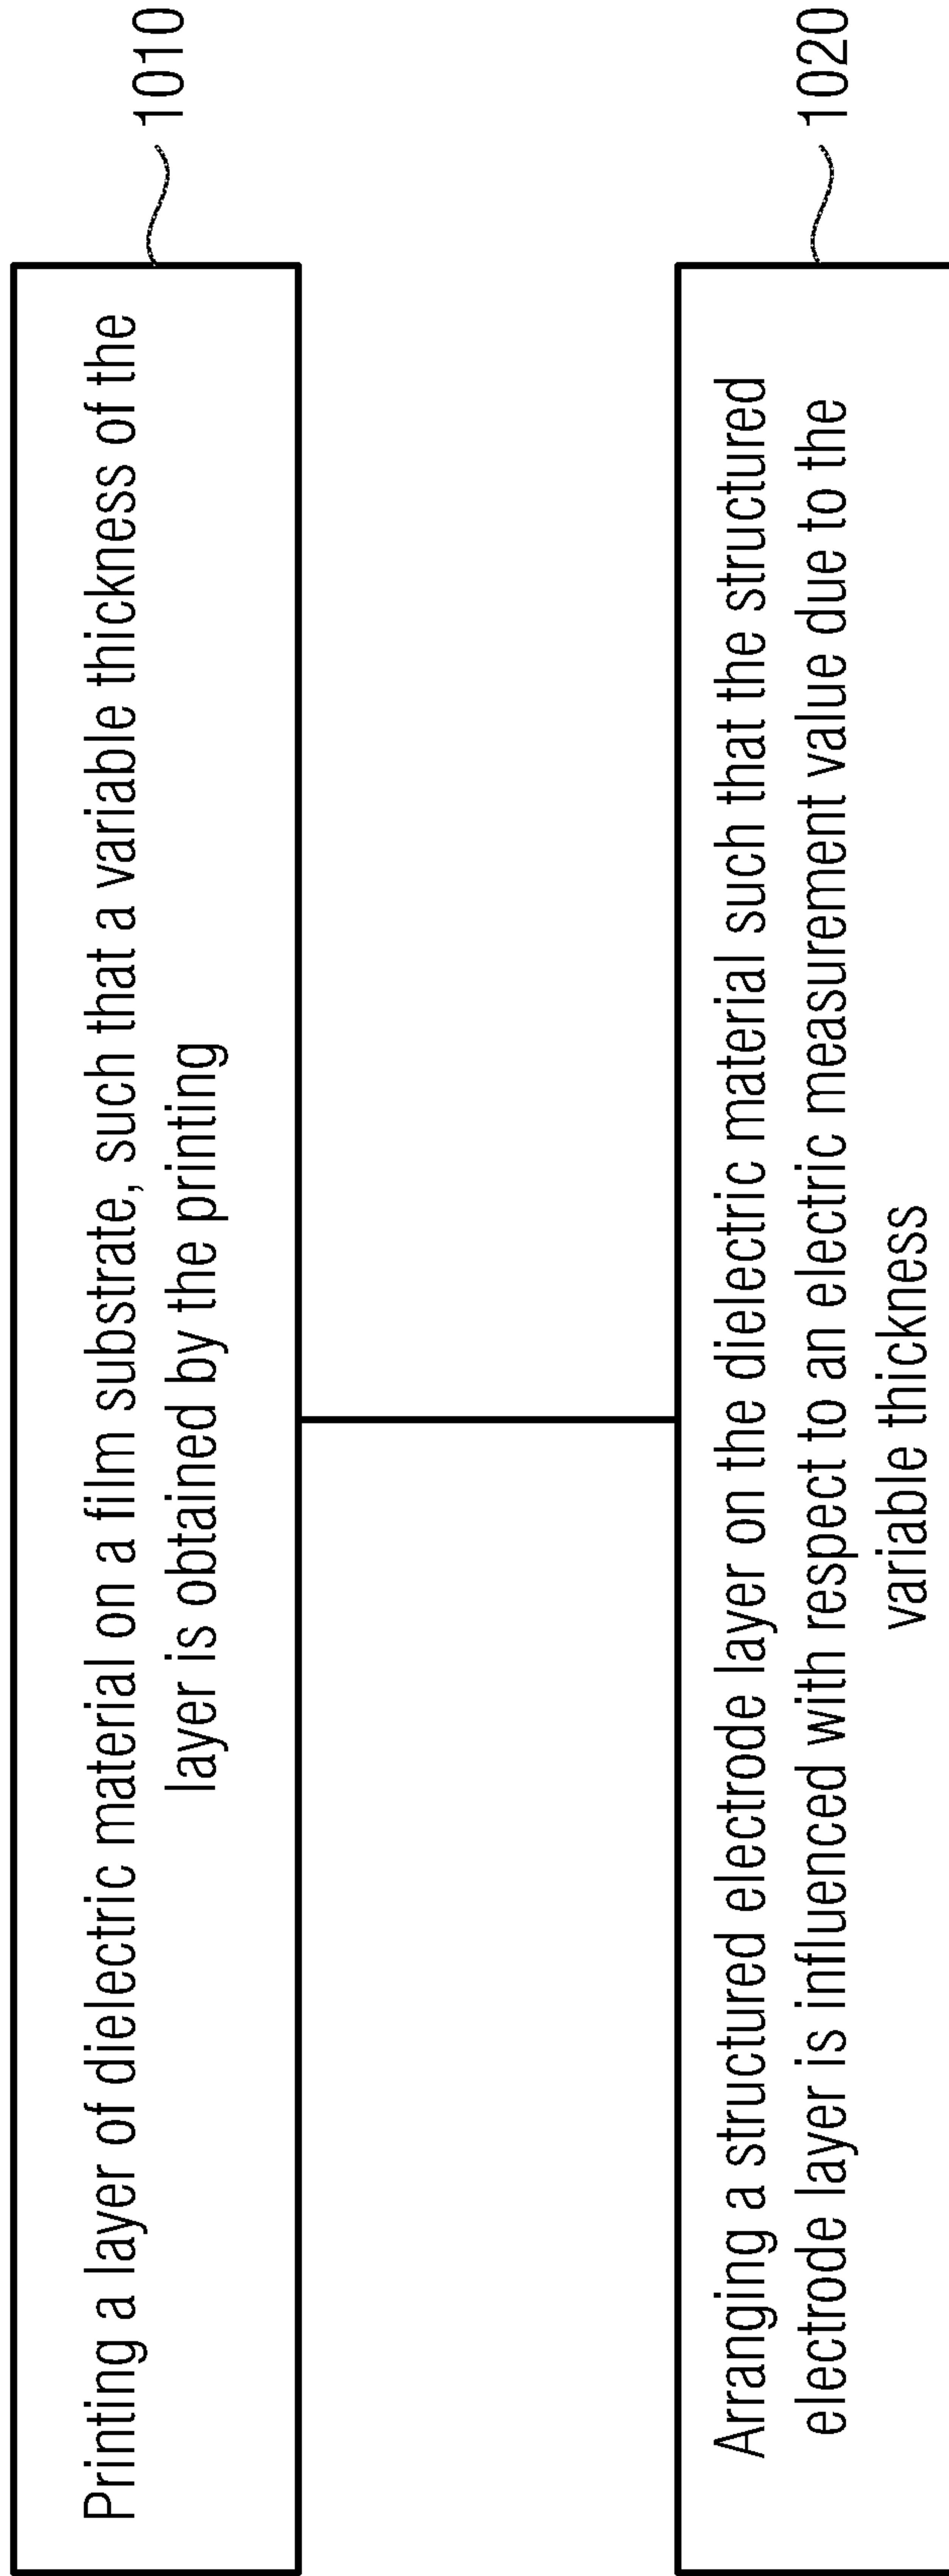 Printing a layer of dielectric material on a film substrate, such that a variable thickness of the
layer is obtained by the printing
1010
Arranging a structured electrode layer on the dielectric material such that the structured
electrode layer is influenced with respect to an electric measurement value due to the
variable thickness
1020